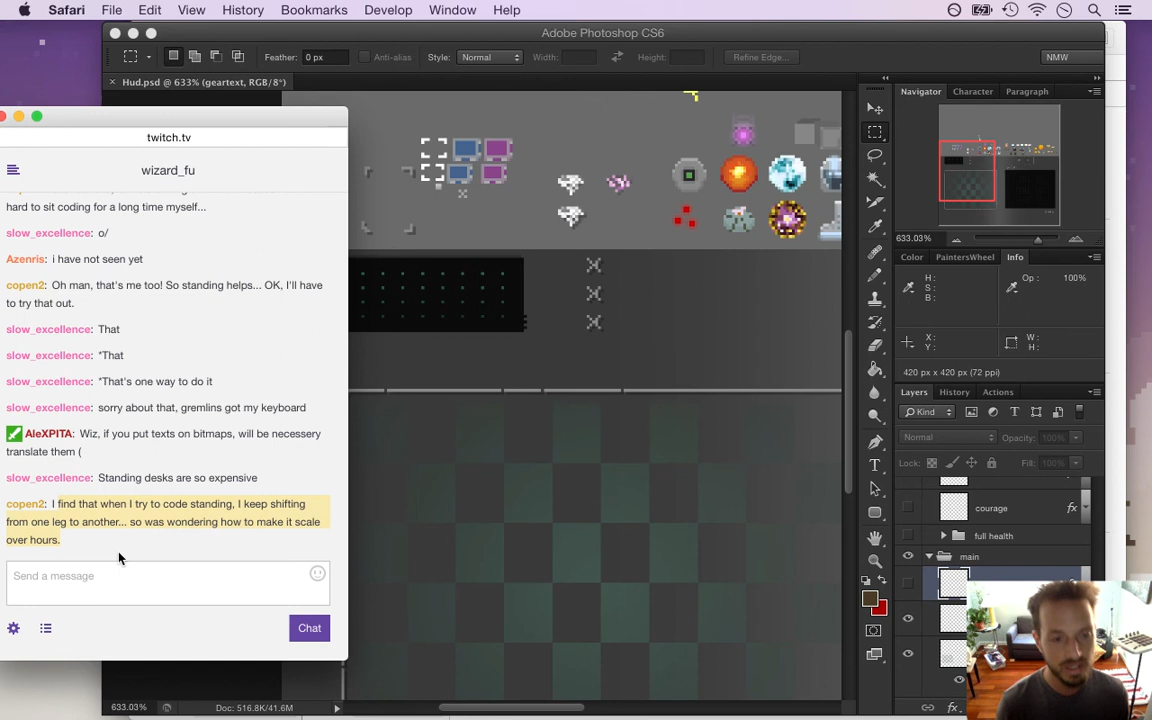 Safari File Edit View History Bookmarks Develop Window Help
Adobe Photoshop CS6
Feather: 0 px Anti-alias Style: Normal Width: Height: Refine Edge... NMW
× Hud.psd @ 633% (geartext, RGB/8*)
Navigator Character Paragraph
633.03%
Color PaintersWheel Info
H: Op: 100%
S:
B:
X: W:
Y: H:
420 px x 420 px (72 ppi)
Layers History Actions
Kind
Normal Opacity: 100%
Lock: Fill: 100%
courage fx
full health
main
fx
633.03% Doc: 516.8K/41.6M
twitch.tv
wizard_fu
hard to sit coding for a long time myself...
slow_excellence: o/
Azenris: i have not seen yet
copen2: Oh man, that's me too! So standing helps... OK, I'll have
to try that out.
slow_excellence: That
slow_excellence: *That
slow_excellence: *That's one way to do it
slow_excellence: sorry about that, gremlins got my keyboard
AleXPITA: Wiz, if you put texts on bitmaps, will be necessery
translate them (
slow_excellence: Standing desks are so expensive
copen2: I find that when I try to code standing, I keep shifting
from one leg to another... so was wondering how to make it scale
over hours.
Send a message
Chat